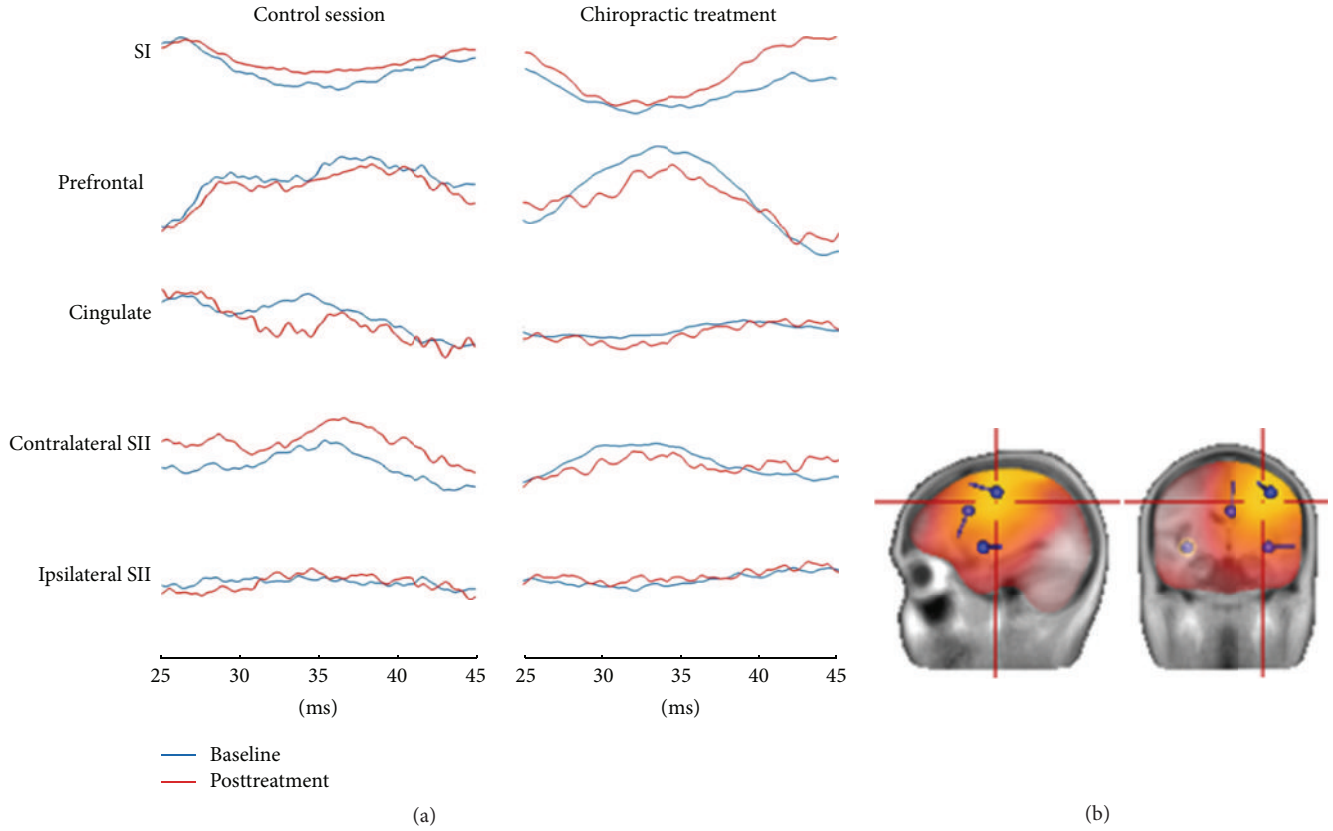 Control session
Chiropractic treatment
SI
Prefrontal
Cingulate
Contralateral SII
Ipsilateral SII
25 30 35 40 45
25 30 35 40 45
(ms)
(ms)
Baseline
Posttreatment
(a)
(b)